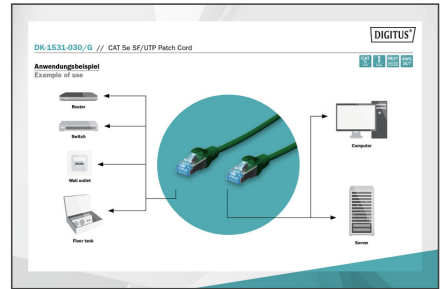 DIGITUS®
DK-1531-030/G // CAT 5e SF/UTP Patch Cord
Anwendungsbeispiel
Example of use
Router
Switch
Wall outlet
Floor tank
Computer
Server